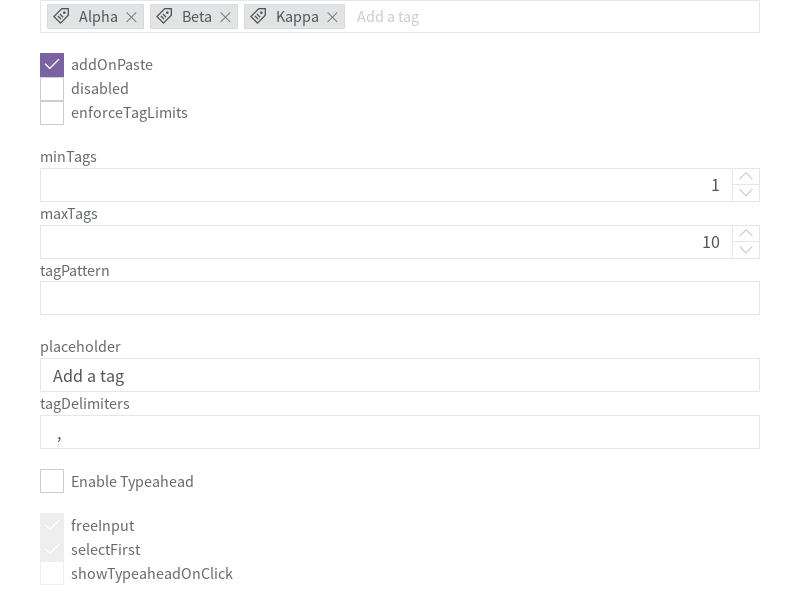 Alpha Beta Kappa Add a tag
addOnPaste
disabled
enforceTagLimits
minTags
1
maxTags
10
tagPattern
placeholder
Add a tag
tagDelimiters
,
Enable Typeahead
freeInput
selectFirst
showTypeaheadOnClick